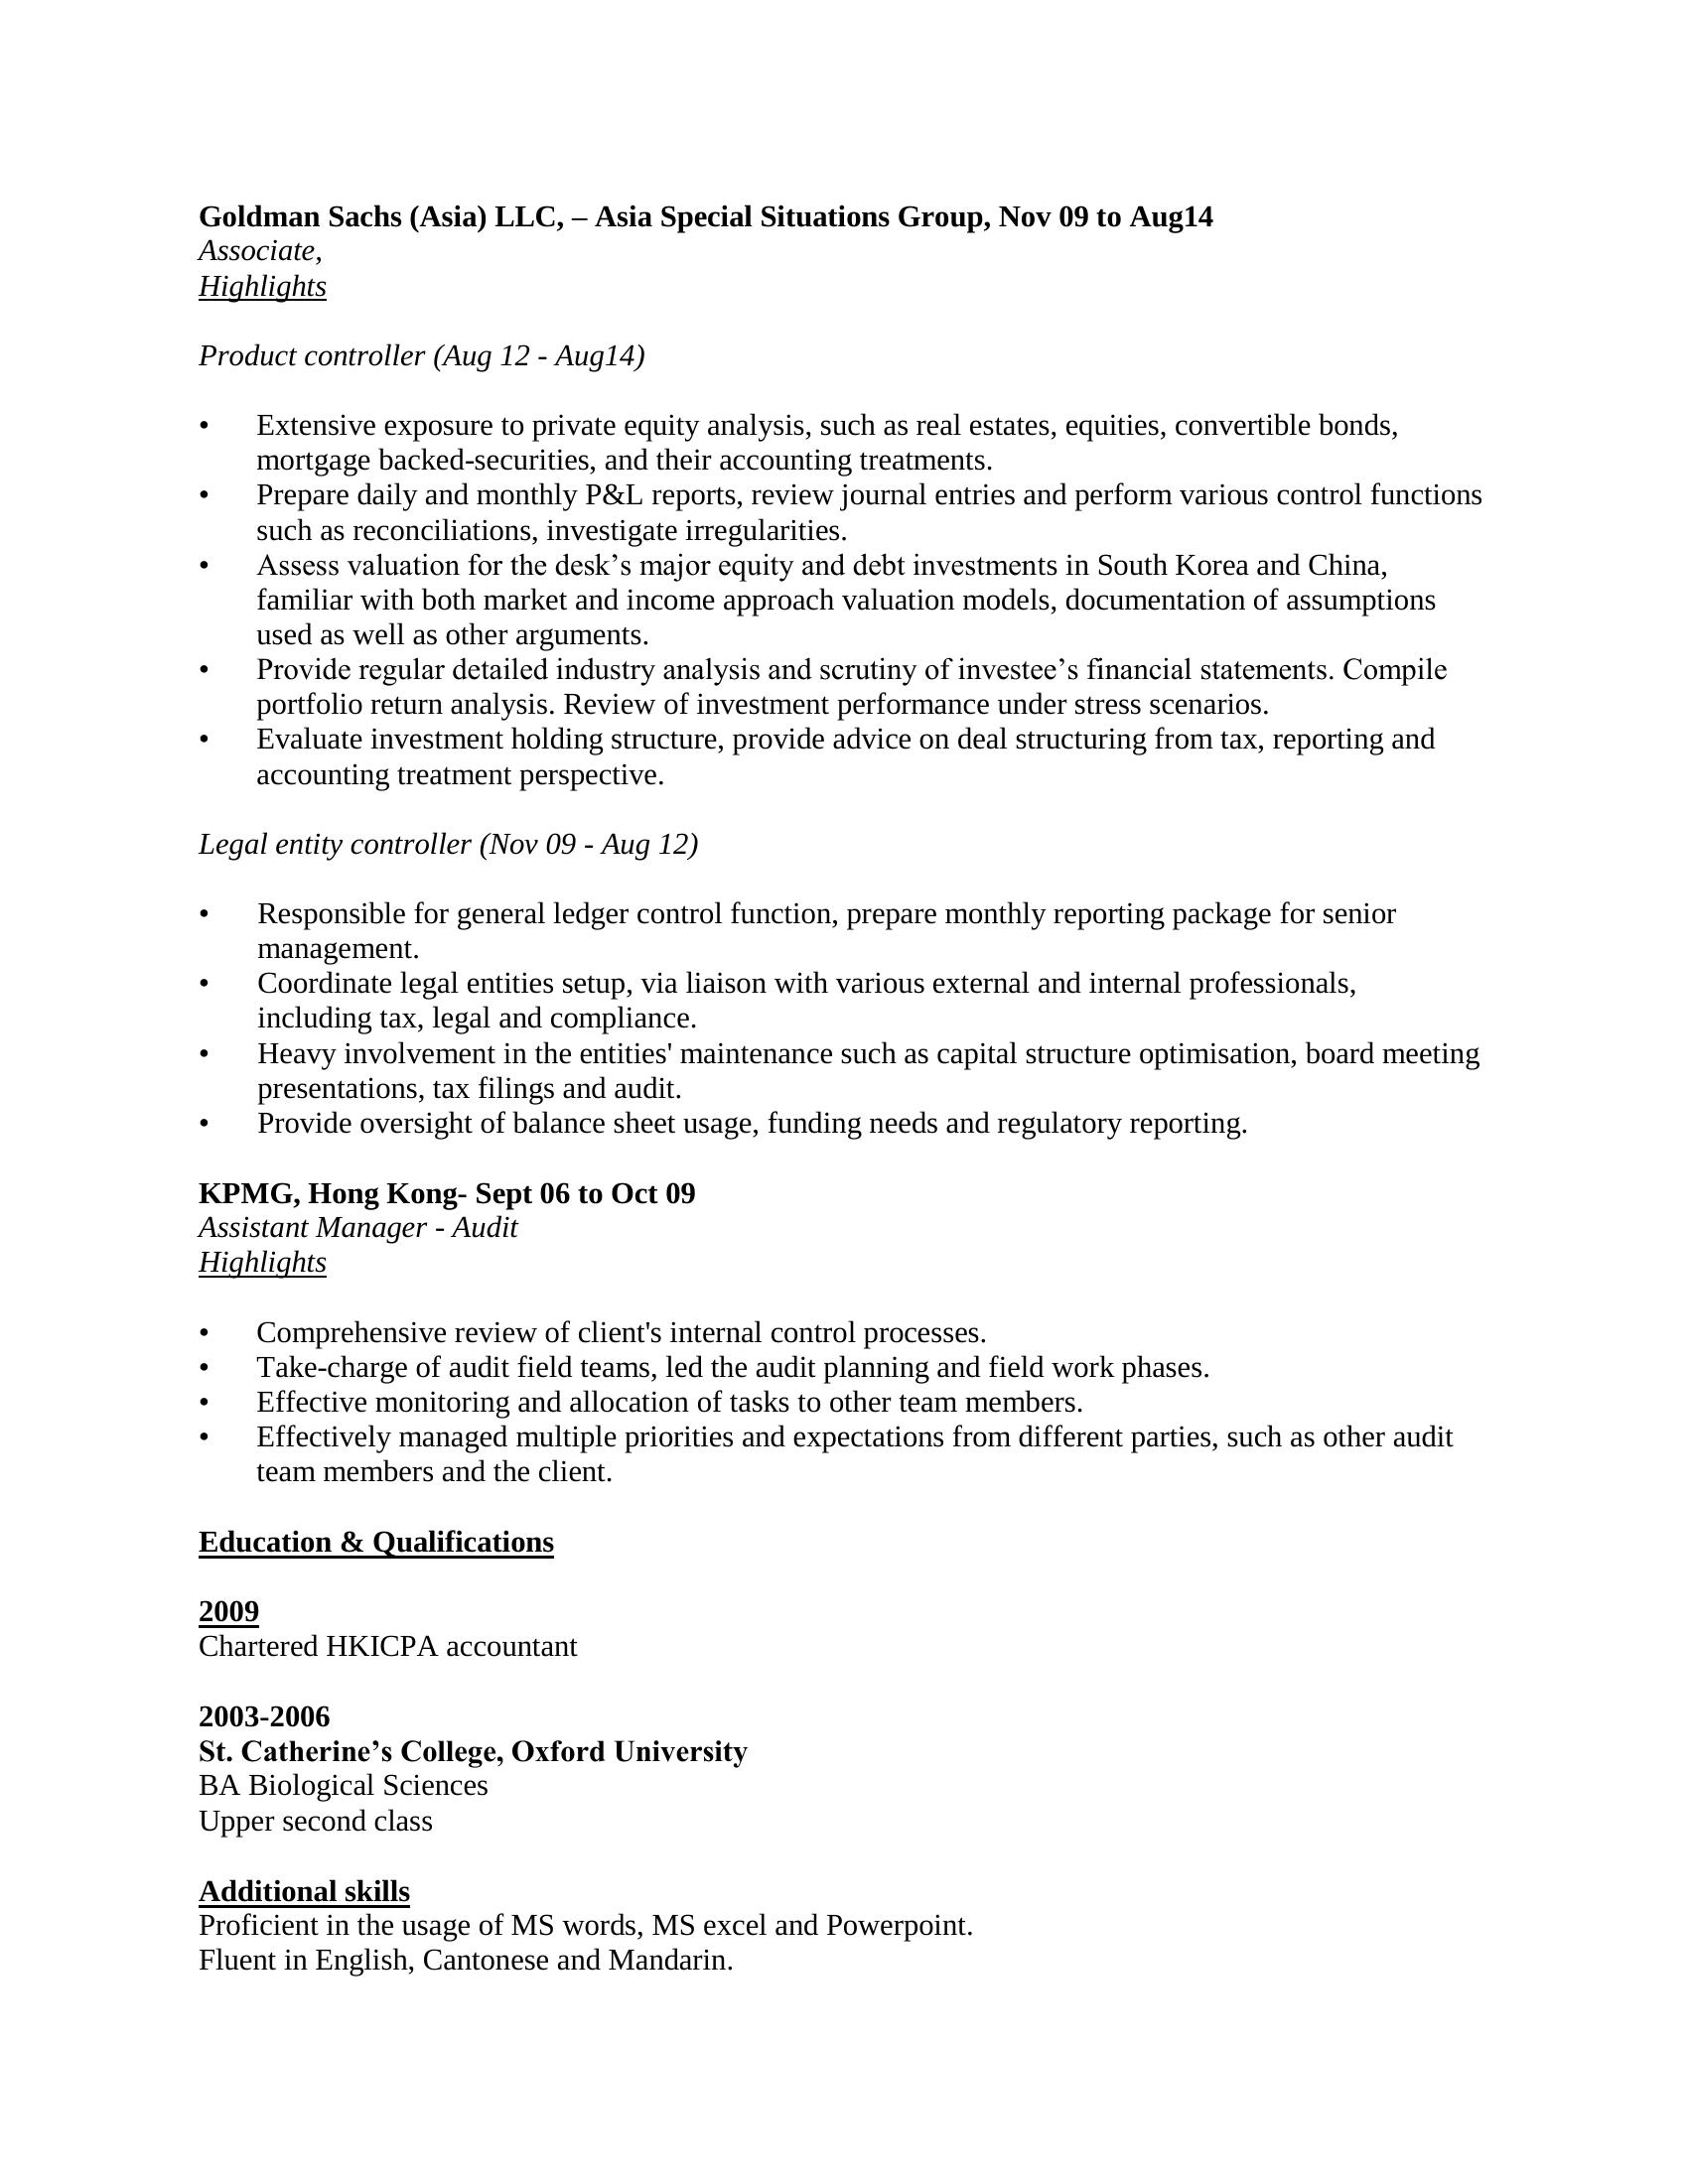 Goldman Sachs (Asia) LLC, – Asia Special Situations Group, Nov 09 to Aug14
Associate,
Highlights
Product controller (Aug 12 - Aug14)
• Extensive exposure to private equity analysis, such as real estates, equities, convertible bonds,
mortgage backed-securities, and their accounting treatments.
• Prepare daily and monthly P&L reports, review journal entries and perform various control functions
such as reconciliations, investigate irregularities.
• Assess valuation for the desk’s major equity and debt investments in South Korea and China,
familiar with both market and income approach valuation models, documentation of assumptions
used as well as other arguments.
• Provide regular detailed industry analysis and scrutiny of investee’s financial statements. Compile
portfolio return analysis. Review of investment performance under stress scenarios.
• Evaluate investment holding structure, provide advice on deal structuring from tax, reporting and
accounting treatment perspective.
Legal entity controller (Nov 09 - Aug 12)
• Responsible for general ledger control function, prepare monthly reporting package for senior
management.
• Coordinate legal entities setup, via liaison with various external and internal professionals,
including tax, legal and compliance.
• Heavy involvement in the entities' maintenance such as capital structure optimisation, board meeting
presentations, tax filings and audit.
• Provide oversight of balance sheet usage, funding needs and regulatory reporting.
KPMG, Hong Kong- Sept 06 to Oct 09
Assistant Manager - Audit
Highlights
• Comprehensive review of client's internal control processes.
• Take-charge of audit field teams, led the audit planning and field work phases.
• Effective monitoring and allocation of tasks to other team members.
• Effectively managed multiple priorities and expectations from different parties, such as other audit
team members and the client.
Education & Qualifications
2009
Chartered HKICPA accountant
2003-2006
St. Catherine’s College, Oxford University
BA Biological Sciences
Upper second class
Additional skills
Proficient in the usage of MS words, MS excel and Powerpoint.
Fluent in English, Cantonese and Mandarin.